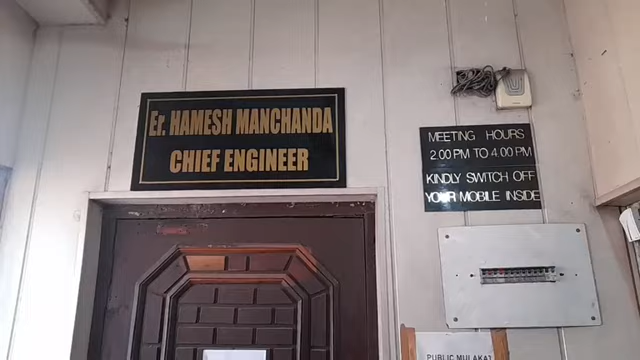 Er. HAMESH MANCHANDA
CHIEF ENGINEER
MEETING HOURS
2.00 PM TO 4.00 PM
KINDLY SWITCH OFF
YOUR MOBILE INSIDE
PUBLIC MULAKAT